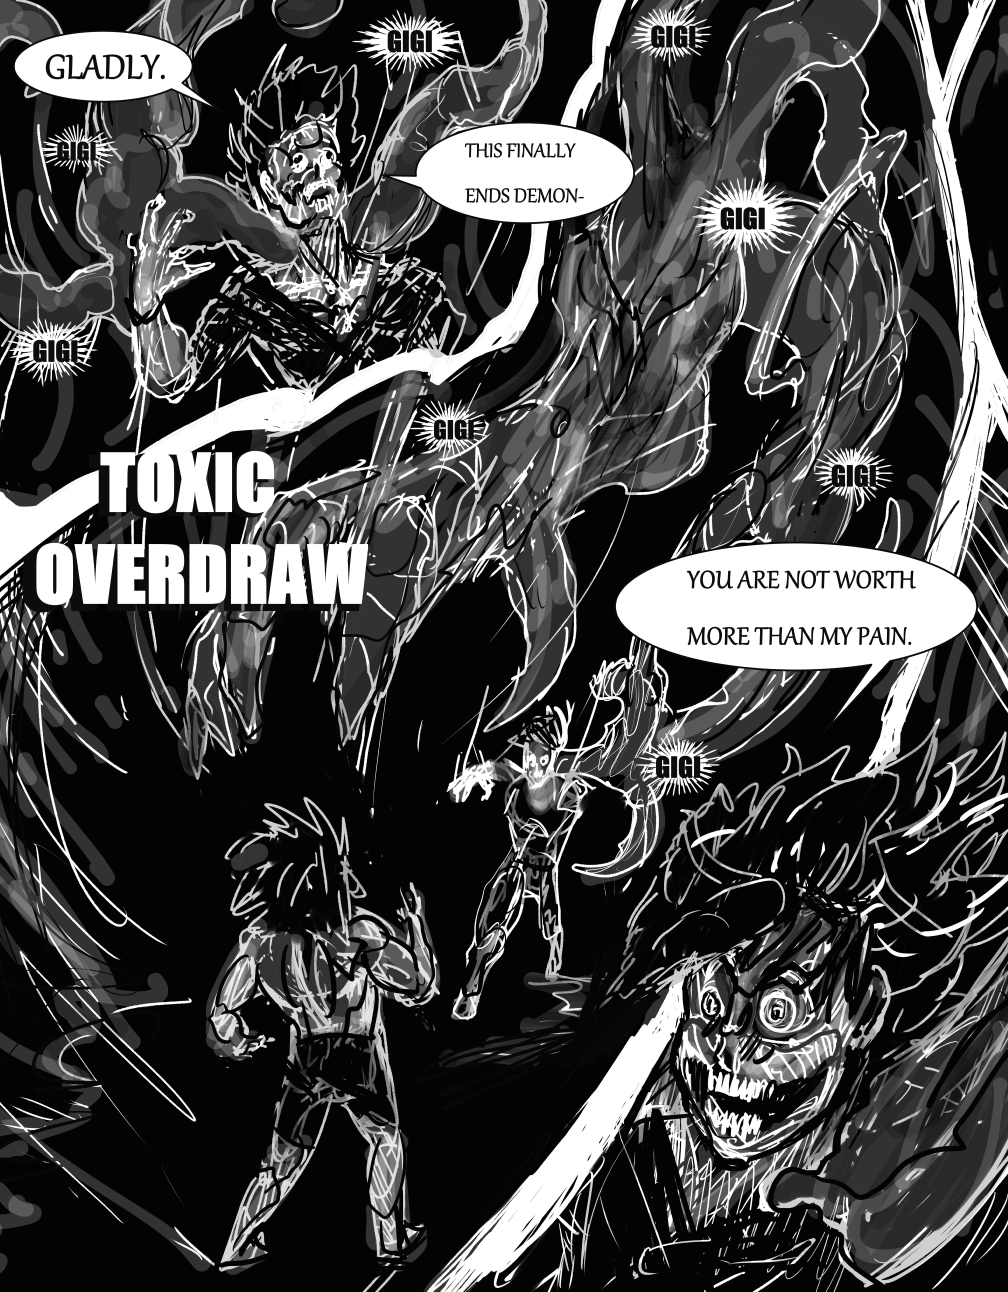 GLADLY.
GIGI
GIGI
GIGI
THIS FINALLY
ENDS DEMON-
GIGI
GIGI
GIGI
GIGI
TOXIC
OVERDRAW
YOU ARE NOT WORTH
MORE THAN MY PAIN.
GIGI